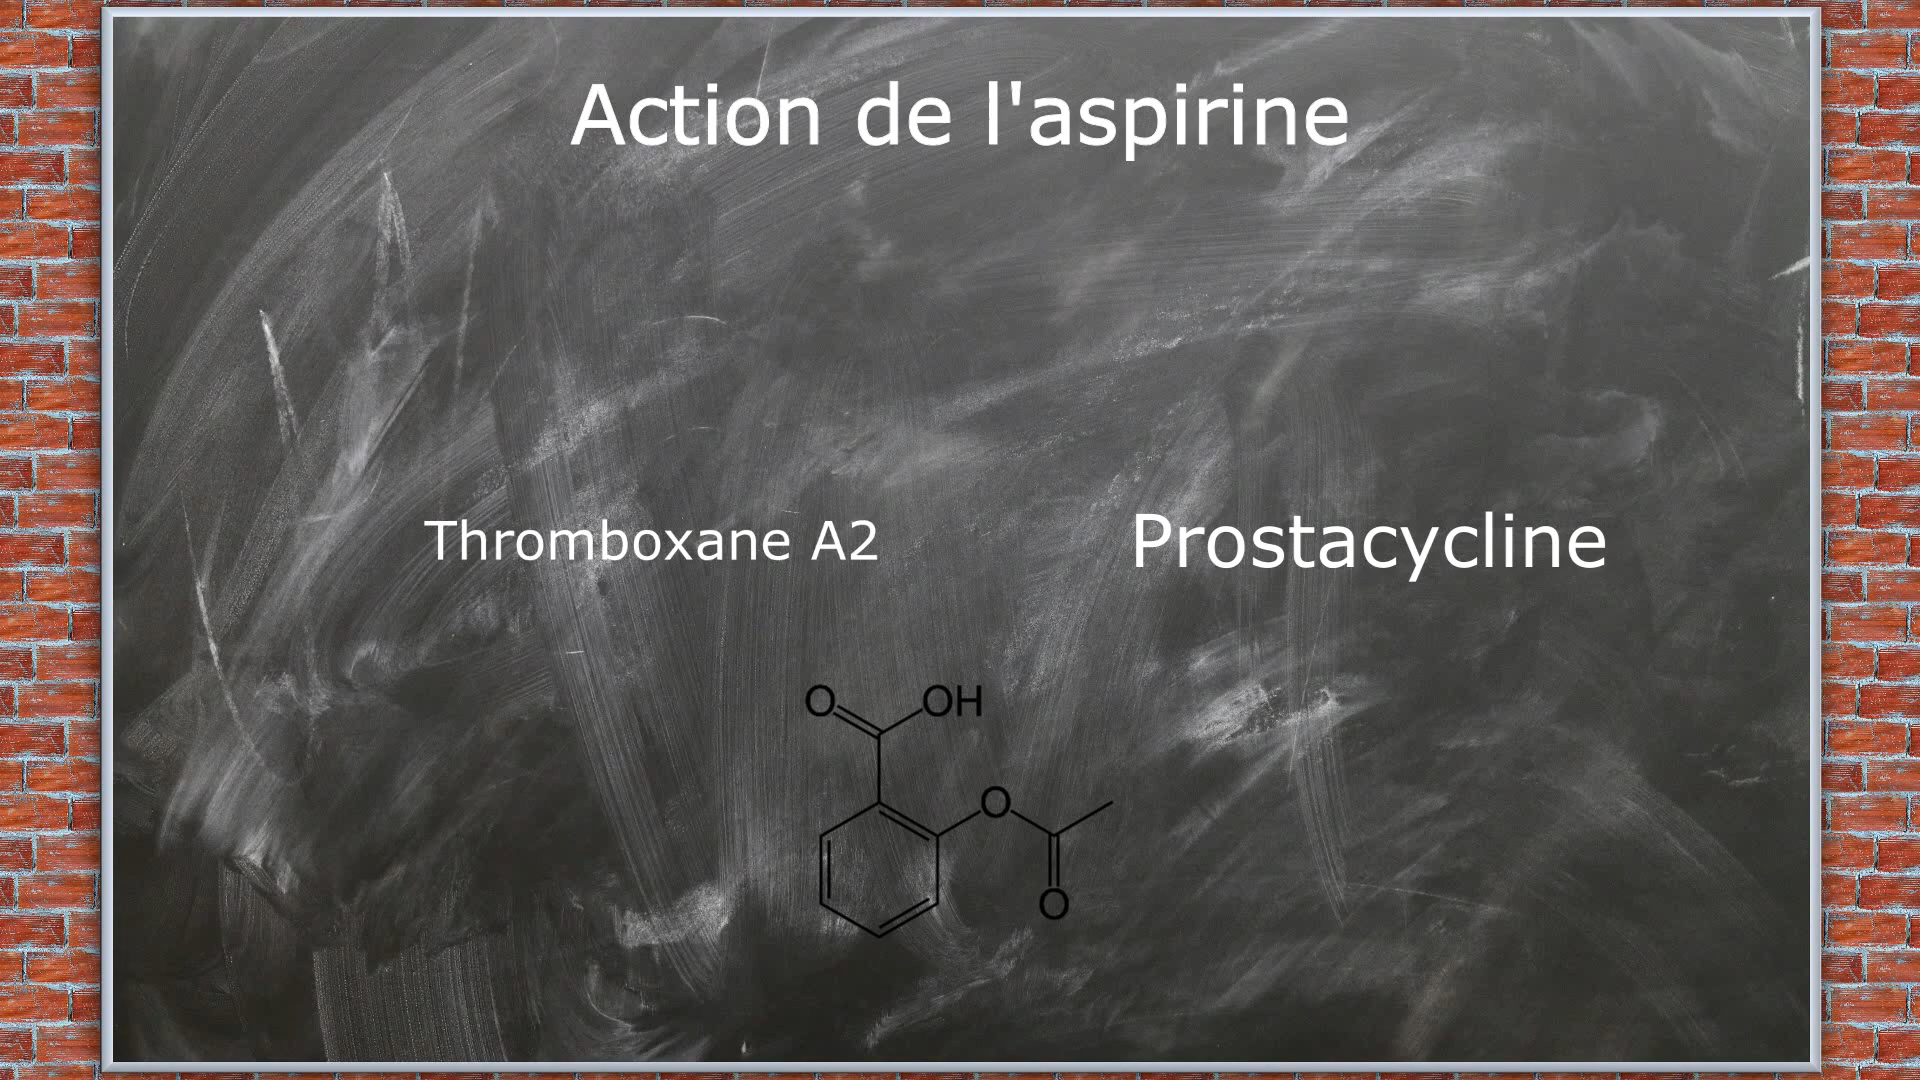 Action de l'aspirine
Thromboxane A2
Prostacycline
O
OH
O
O